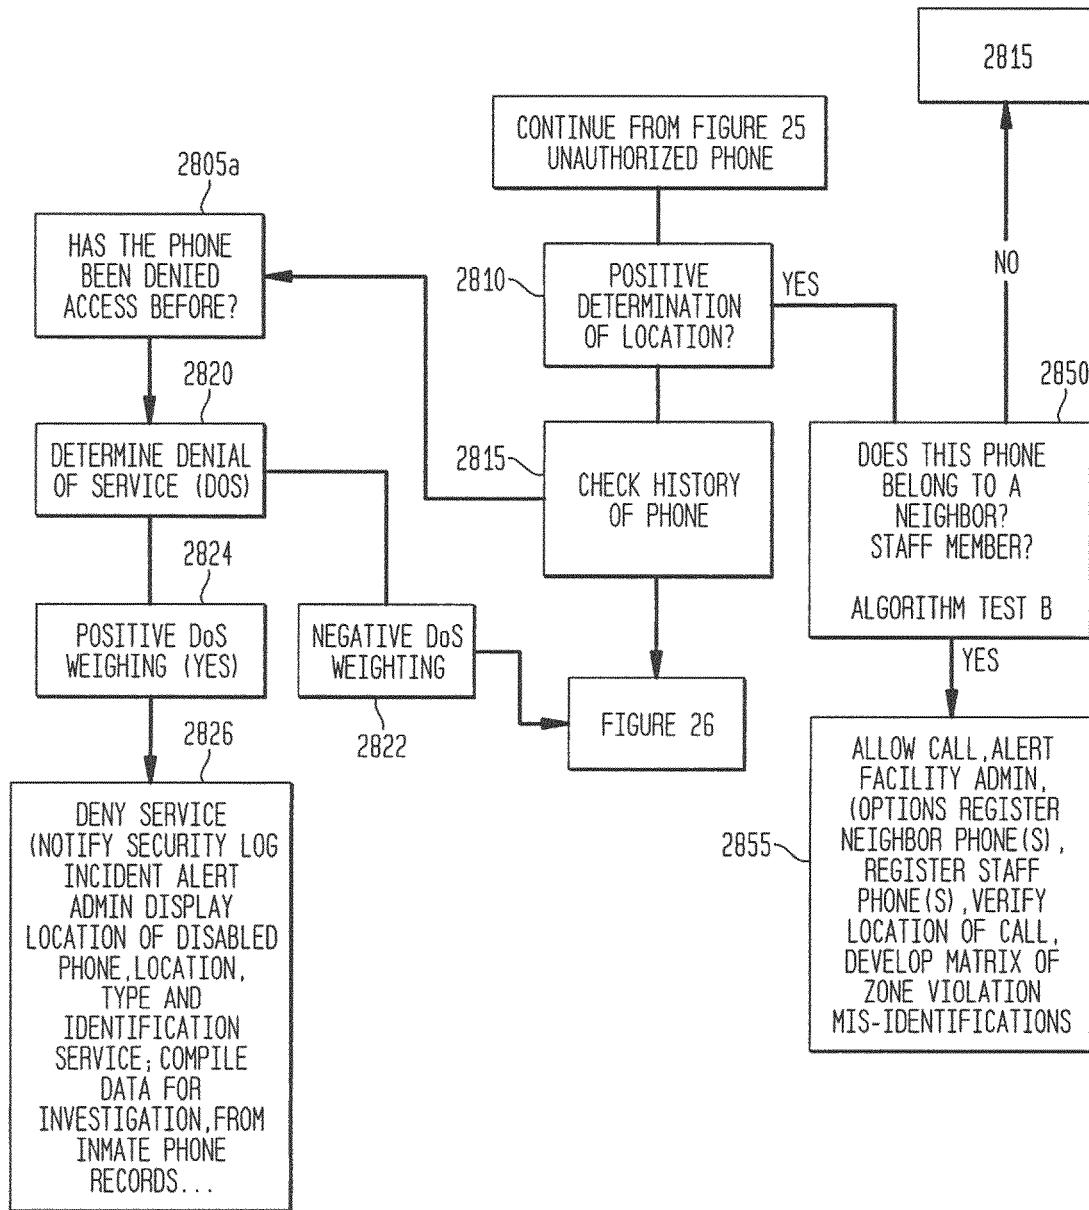 2815
CONTINUE FROM FIGURE 25
UNAUTHORIZED PHONE
2805a
HAS THE PHONE
BEEN DENIED
ACCESS BEFORE?
2810
POSITIVE
DETERMINATION
OF LOCATION?
YES
NO
2820
DETERMINE DENIAL
OF SERVICE (DOS)
2815
CHECK HISTORY
OF PHONE
2850
DOES THIS PHONE
BELONG TO A
NEIGHBOR?
STAFF MEMBER?
ALGORITHM TEST B
2824
POSITIVE DoS
WEIGHING (YES)
NEGATIVE DoS
WEIGHTING
2822
FIGURE 26
YES
2826
DENY SERVICE
(NOTIFY SECURITY LOG
INCIDENT ALERT
ADMIN DISPLAY
LOCATION OF DISABLED
PHONE,LOCATION,
TYPE AND
IDENTIFICATION
SERVICE; COMPILE
DATA FOR
INVESTIGATION,FROM
INMATE PHONE
RECORDS...
2855
ALLOW CALL,ALERT
FACILITY ADMIN,
(OPTIONS REGISTER
NEIGHBOR PHONE(S),
REGISTER STAFF
PHONE(S),VERIFY
LOCATION OF CALL,
DEVELOP MATRIX OF
ZONE VIOLATION
MIS-IDENTIFICATIONS